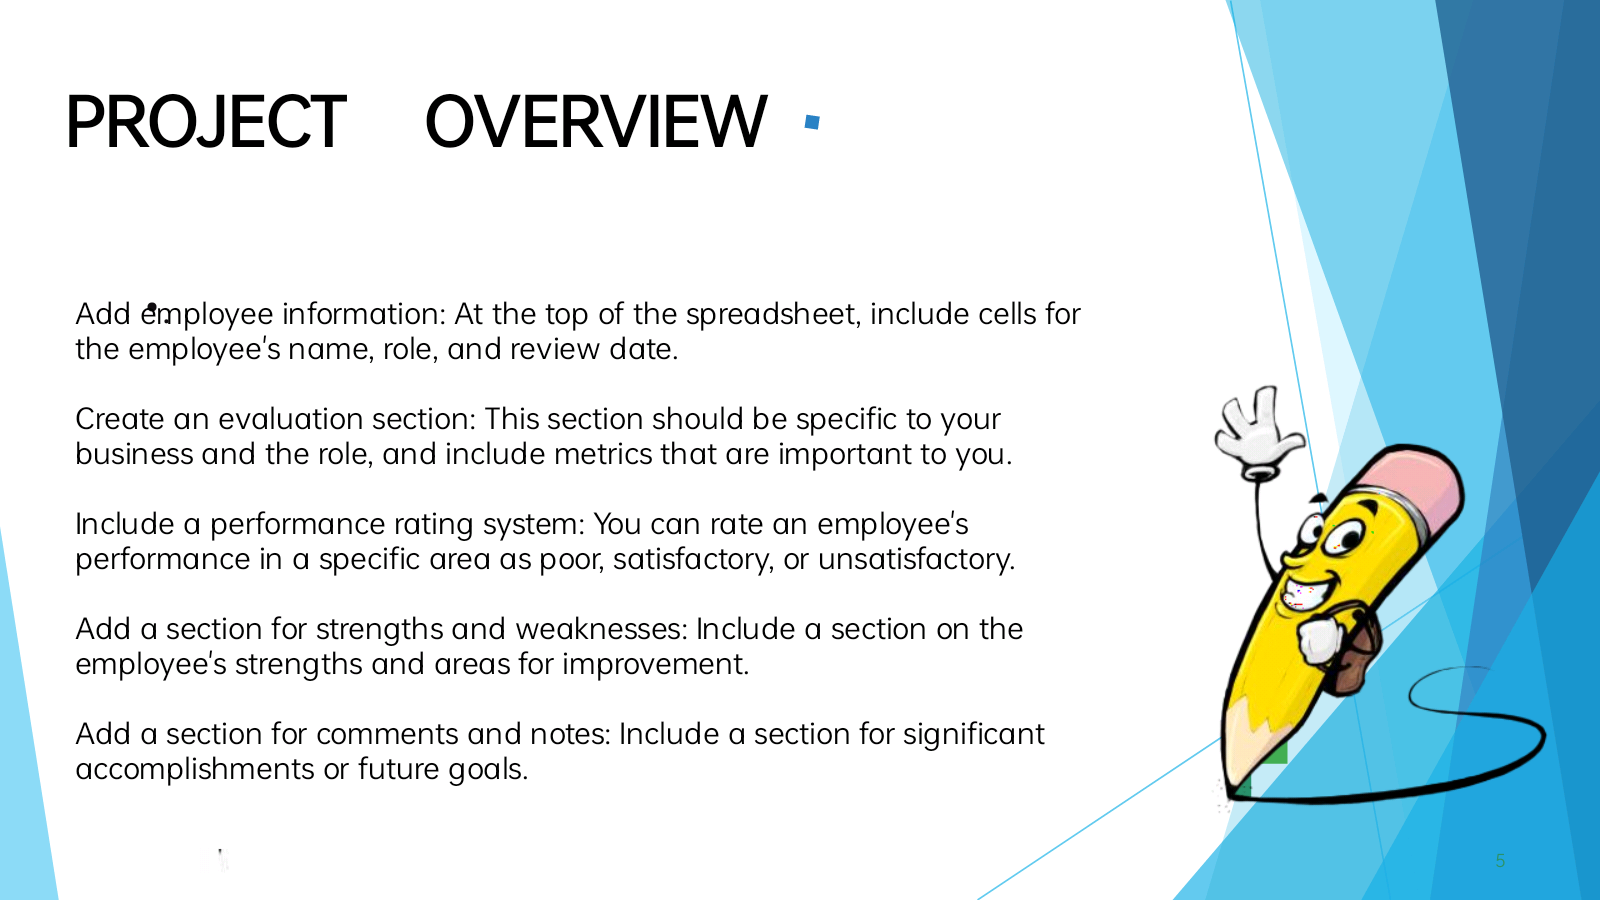 PROJECT OVERVIEW
Add employee information: At the top of the spreadsheet, include cells for
the employee's name, role, and review date.
Create an evaluation section: This section should be specific to your
business and the role, and include metrics that are important to you.
Include a performance rating system: You can rate an employee's
performance in a specific area as poor, satisfactory, or unsatisfactory.
Add a section for strengths and weaknesses: Include a section on the
employee's strengths and areas for improvement.
Add a section for comments and notes: Include a section for significant
accomplishments or future goals.
5